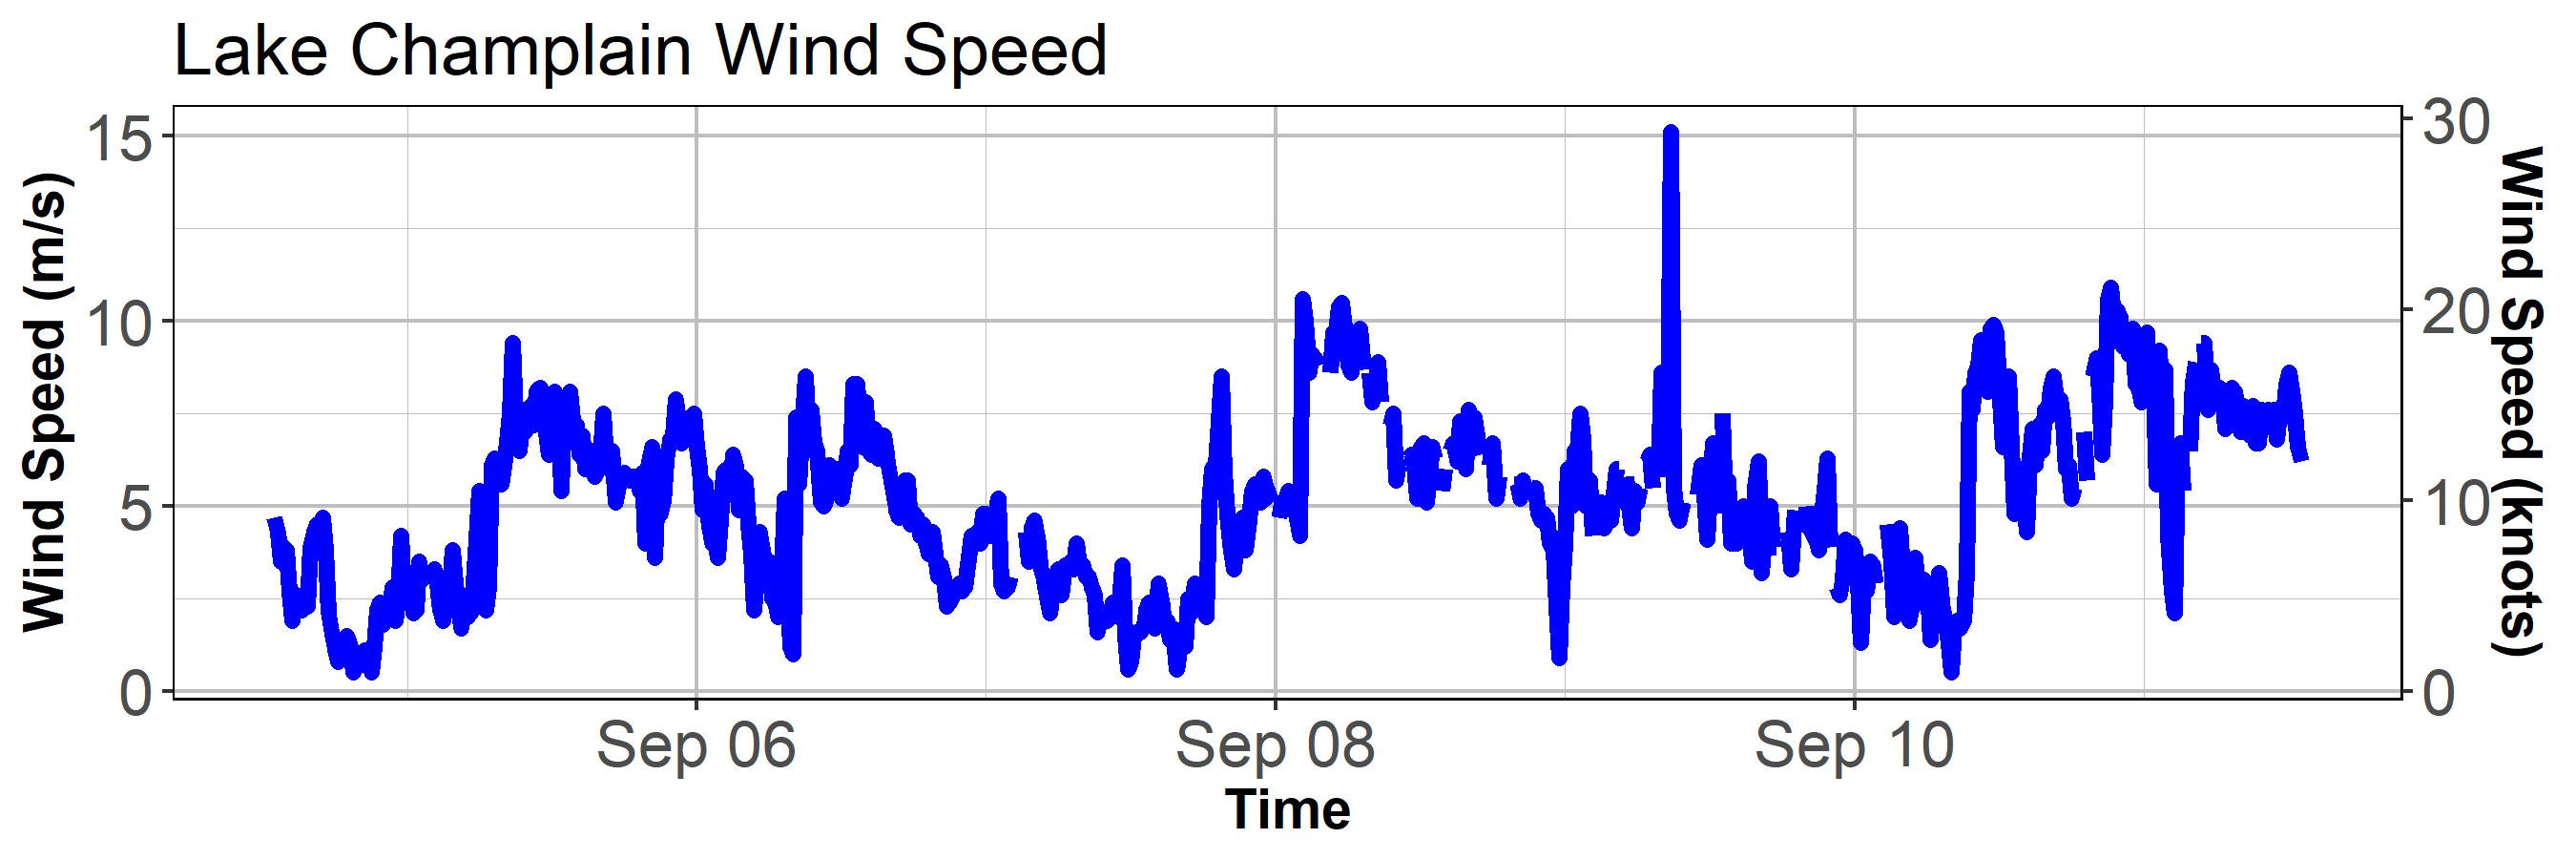 Lake Champlain Wind Speed
Wind Speed (m/s)
15
10
5
0
30
20
10
0
Wind Speed (knots)
Sep 06
Sep 08
Sep 10
Time